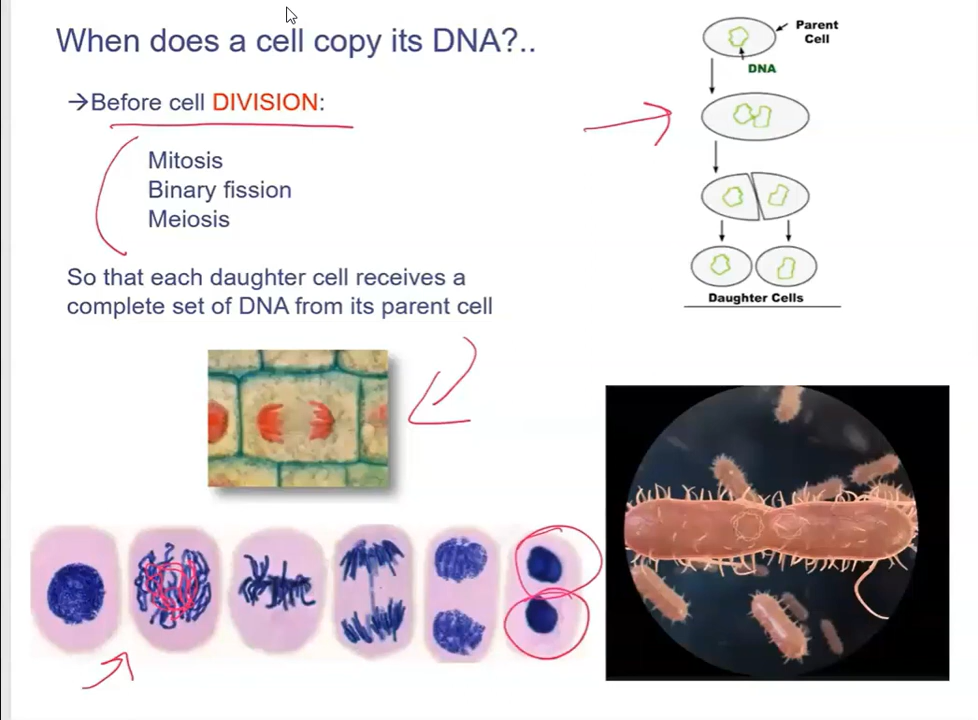 When does a cell copy its DNA?..
→Before cell DIVISION:
Mitosis
Binary fission
Meiosis
So that each daughter cell receives a
complete set of DNA from its parent cell
Parent
Cell
DNA
Daughter Cells